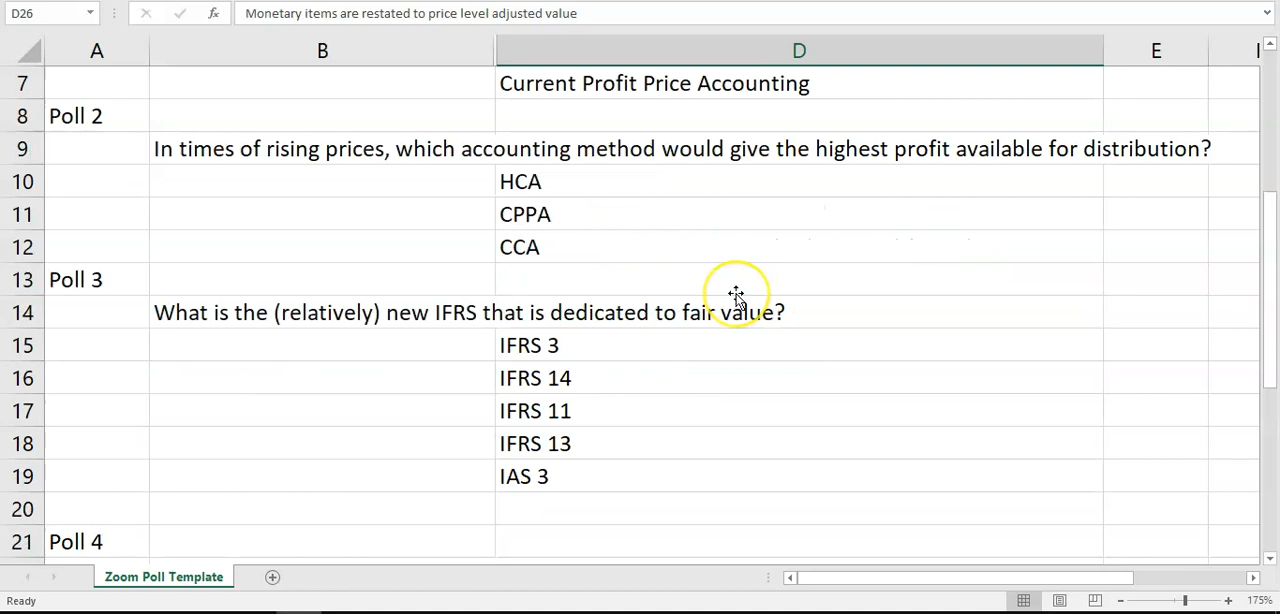 D26 fx Monetary items are restated to price level adjusted value
A B D E
7 Current Profit Price Accounting
8 Poll 2
9 In times of rising prices, which accounting method would give the highest profit available for distribution?
10 HCA
11 CPPA
12 CCA
13 Poll 3
14 What is the (relatively) new IFRS that is dedicated to fair value?
15 IFRS 3
16 IFRS 14
17 IFRS 11
18 IFRS 13
19 IAS 3
20
21 Poll 4
Zoom Poll Template
Ready 175%